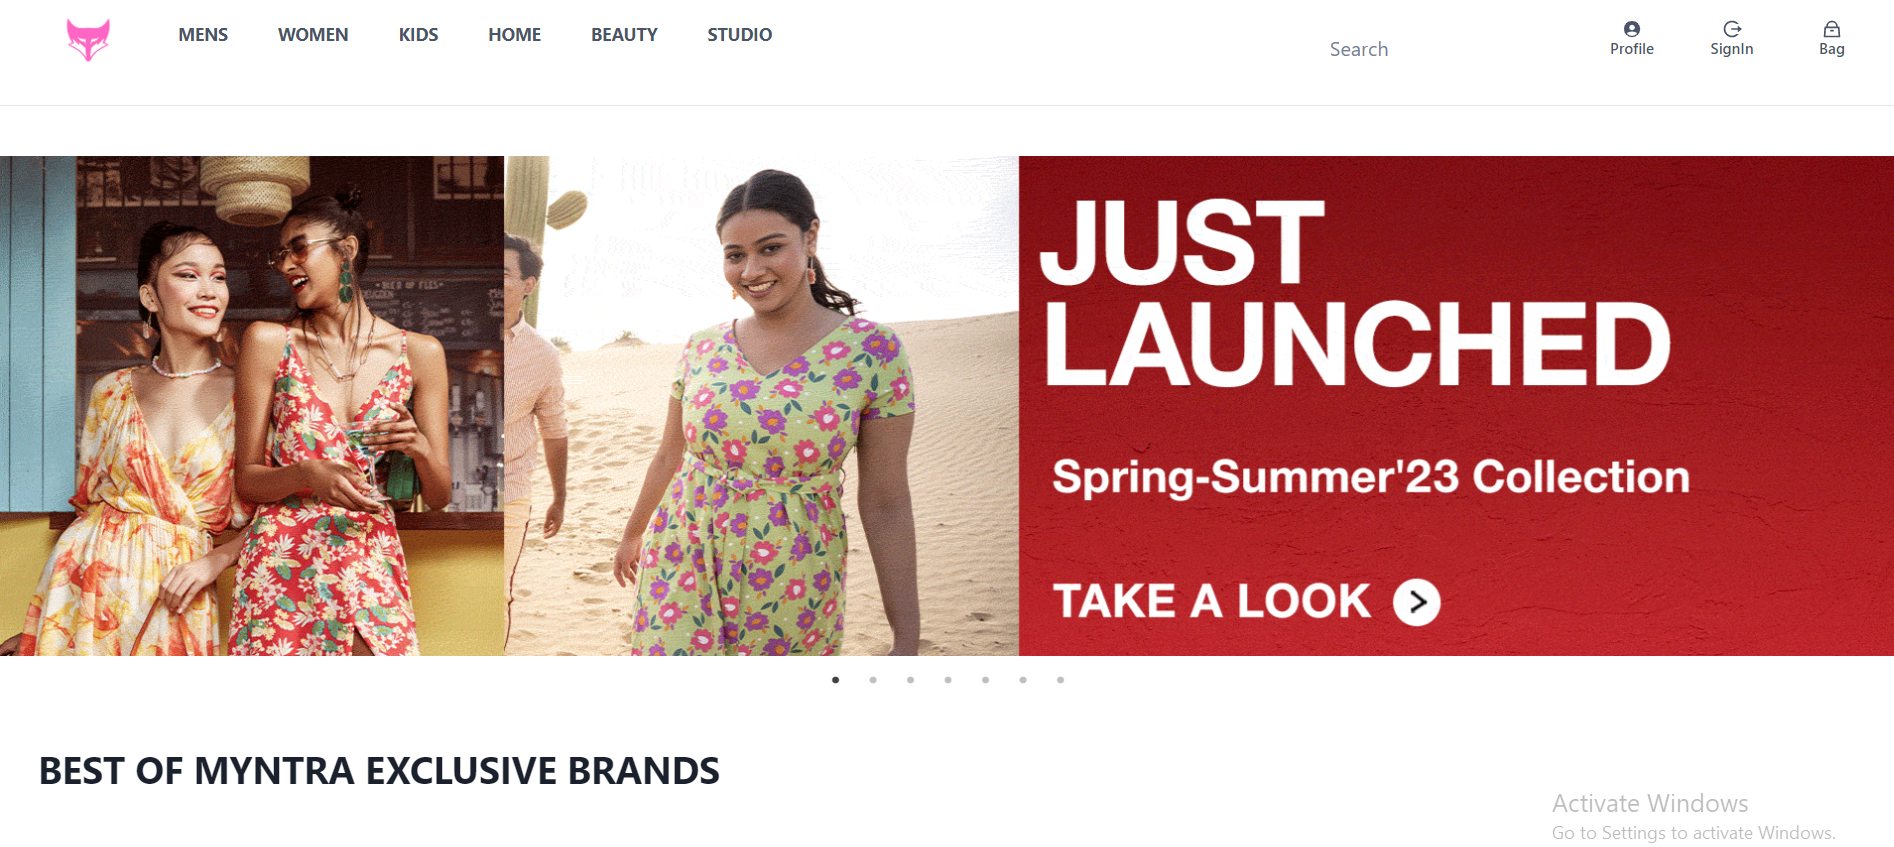 MENS WOMEN KIDS HOME BEAUTY STUDIO
Search
Profile SignIn Bag
JUST
LAUNCHED
Spring-Summer'23 Collection
TAKE A LOOK >
BEST OF MYNTRA EXCLUSIVE BRANDS
Activate Windows
Go to Settings to activate Windows.